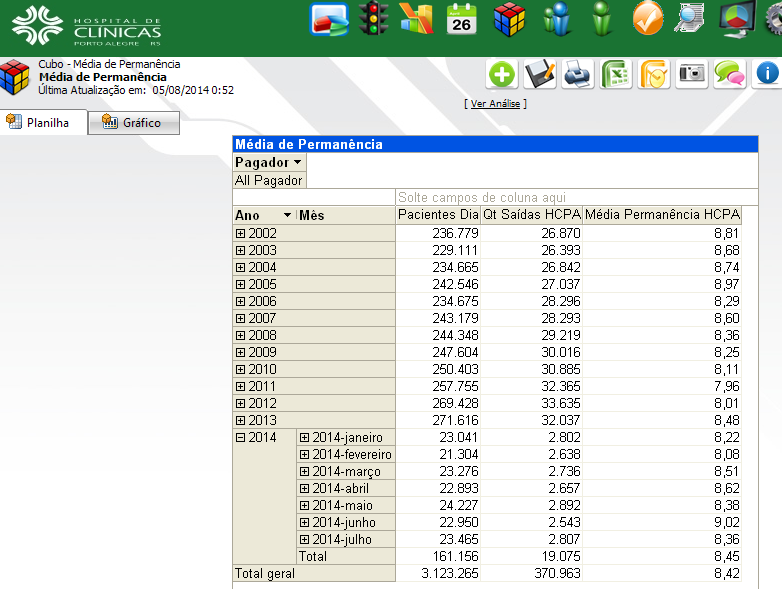 HOSPITAL DE
CLÍNICAS
PORTO ALEGRE RS
26
Cubo - Média de Permanência
Média de Permanência
Última Atualização em: 05/08/2014 0:52
[ Ver Análise ]
Planilha Gráfico
Média de Permanência
Pagador
All Pagador
Solte campos de coluna aqui
Ano Mês Pacientes Dia Qt Saídas HCPA Média Permanência HCPA
2002 236.779 26.870 8,81
2003 229.111 26.393 8,68
2004 234.665 26.842 8,74
2005 242.546 27.037 8,97
2006 234.675 28.296 8,29
2007 243.179 28.293 8,60
2008 244.348 29.219 8,36
2009 247.604 30.016 8,25
2010 250.403 30.885 8,11
2011 257.755 32.365 7,96
2012 269.428 33.635 8,01
2013 271.616 32.037 8,48
2014 2014-janeiro 23.041 2.802 8,22
2014-fevereiro 21.304 2.638 8,08
2014-março 23.276 2.736 8,51
2014-abril 22.893 2.657 8,62
2014-maio 24.227 2.892 8,38
2014-junho 22.950 2.543 9,02
2014-julho 23.465 2.807 8,36
Total 161.156 19.075 8,45
Total geral 3.123.265 370.963 8,42